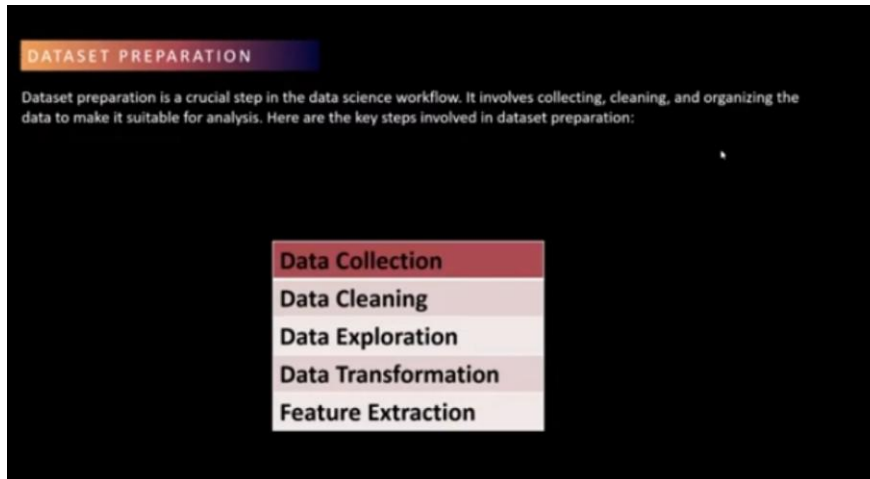 DATASET PREPARATION
Dataset preparation is a crucial step in the data science workflow. It involves collecting, cleaning, and organizing the
data to make it suitable for analysis. Here are the key steps involved in dataset preparation:
Data Collection
Data Cleaning
Data Exploration
Data Transformation
Feature Extraction